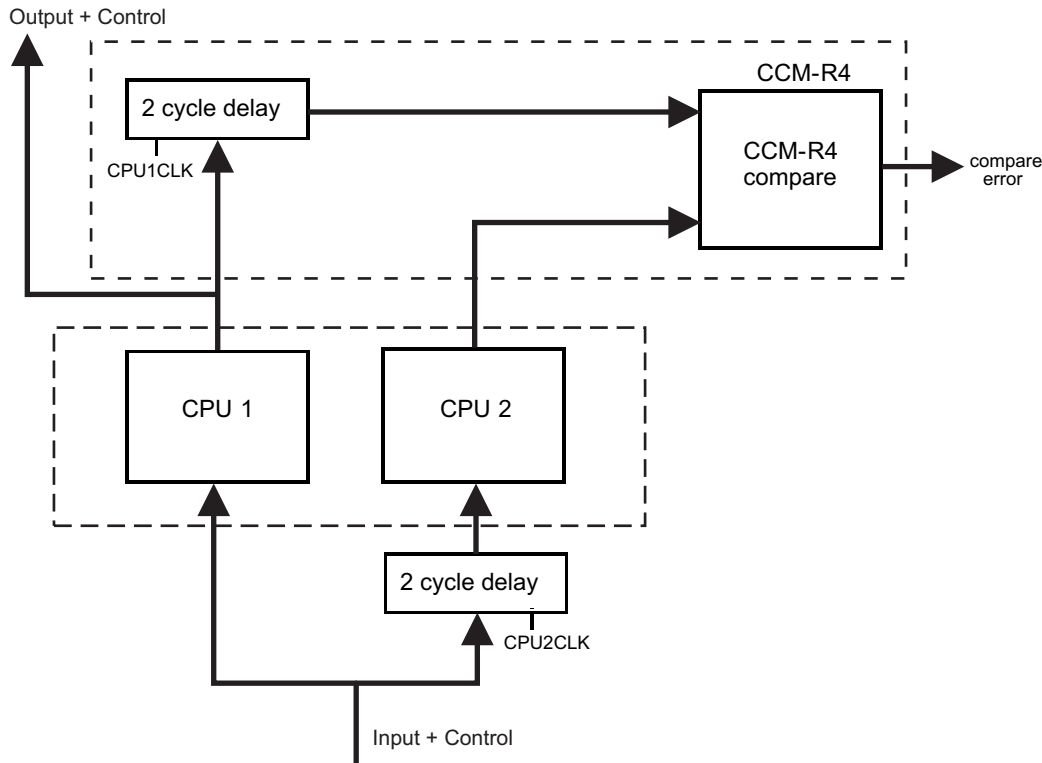 Output + Control
CCM-R4
2 cycle delay
CPU1CLK
CCM-R4
compare
compare
error
CPU 1
CPU 2
2 cycle delay
CPU2CLK
Input + Control